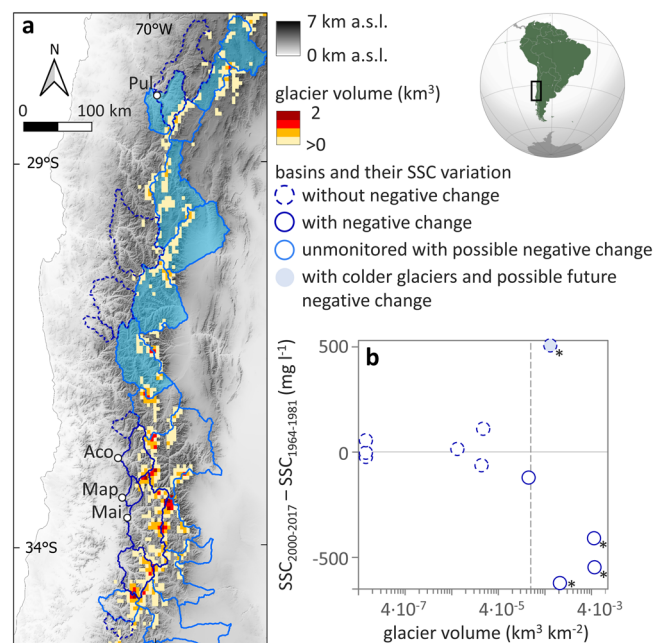 a
70°W
N
Pul
0 100 km
29°S
Aco
Map
Mai
34°S
7 km a.s.l.
0 km a.s.l.
glacier volume (km³)
2
>0
basins and their SSC variation
without negative change
with negative change
unmonitored with possible negative change
with colder glaciers and possible future
negative change
b
SSC2000-2017 – SSC1964-1981 (mg l⁻¹)
500
0
-500
*
*
*
*
4·10⁻⁷ 4·10⁻⁵ 4·10⁻³
glacier volume (km³ km⁻²)